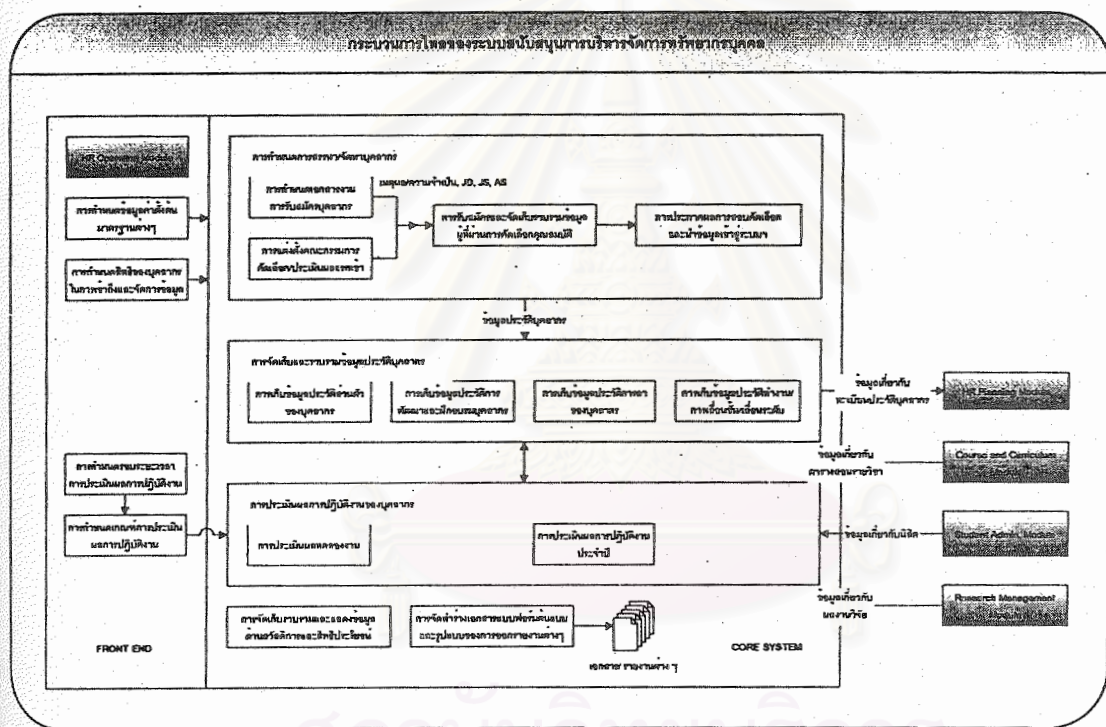 กระบวนการไหลของระบบสนับสนุนการบริหารจัดการทรัพยากรบุคคล
HR Operating Module
การกำหนดข้อมูลค่าตั้งต้น
มาตรฐานต่างๆ
การกำหนดสิทธิของบุคลากร
ในการเข้าถึงและจัดการข้อมูล
การกำหนดระยะเวลา
การประเมินผลการปฏิบัติงาน
การกำหนดเกณฑ์การประเมิน
ผลการปฏิบัติงาน
FRONT END
การกำหนดการสรรหา/จัดหาบุคลากร
การกำหนดเอกสารงาน
การรับสมัครบุคลากร
เหตุผล/ความจำเป็น, JD, JS, AS
การแต่งตั้งคณะกรรมการ
คัดเลือก/ประเมินผล
การรับสมัครและจัดเก็บรวบรวมข้อมูล
ผู้ที่ผ่านการคัดเลือกคุณสมบัติ
การประกาศผลการสอบคัดเลือก
และนำข้อมูลเข้าสู่ระบบฯ
ข้อมูลประวัติบุคลากร
การจัดเก็บและรวบรวมข้อมูลประวัติบุคลากร
การเก็บข้อมูลประวัติส่วนตัว
ของบุคลากร
การเก็บข้อมูลประวัติการ
พัฒนาและฝึกอบรมบุคลากร
การเก็บข้อมูลประวัติการลา
ของบุคลากร
การเก็บข้อมูลประวัติทำงาน/
การเลื่อนขั้นเลื่อนระดับ
การประเมินผลการปฏิบัติงานของบุคลากร
การประเมินผลทดลองงาน
การประเมินผลการปฏิบัติงาน
ประจำปี
การจัดเก็บรวบรวมและแสดงข้อมูล
ด้านสวัสดิการและสิทธิประโยชน์
การจัดทำร่างเอกสารแบบฟอร์มต้นแบบ
และรูปแบบของการออกรายงานต่างๆ
เอกสาร รายงานต่าง ๆ
CORE SYSTEM
ข้อมูลเกี่ยวกับ
ทะเบียนประวัติบุคลากร
HR Planning Module
ข้อมูลเกี่ยวกับ
ตารางสอนรายวิชา
Course and Curriculum
Module
ข้อมูลเกี่ยวกับนิสิต
Student Admin. Module
ข้อมูลเกี่ยวกับ
ผลงานวิจัย
Research Management
Module